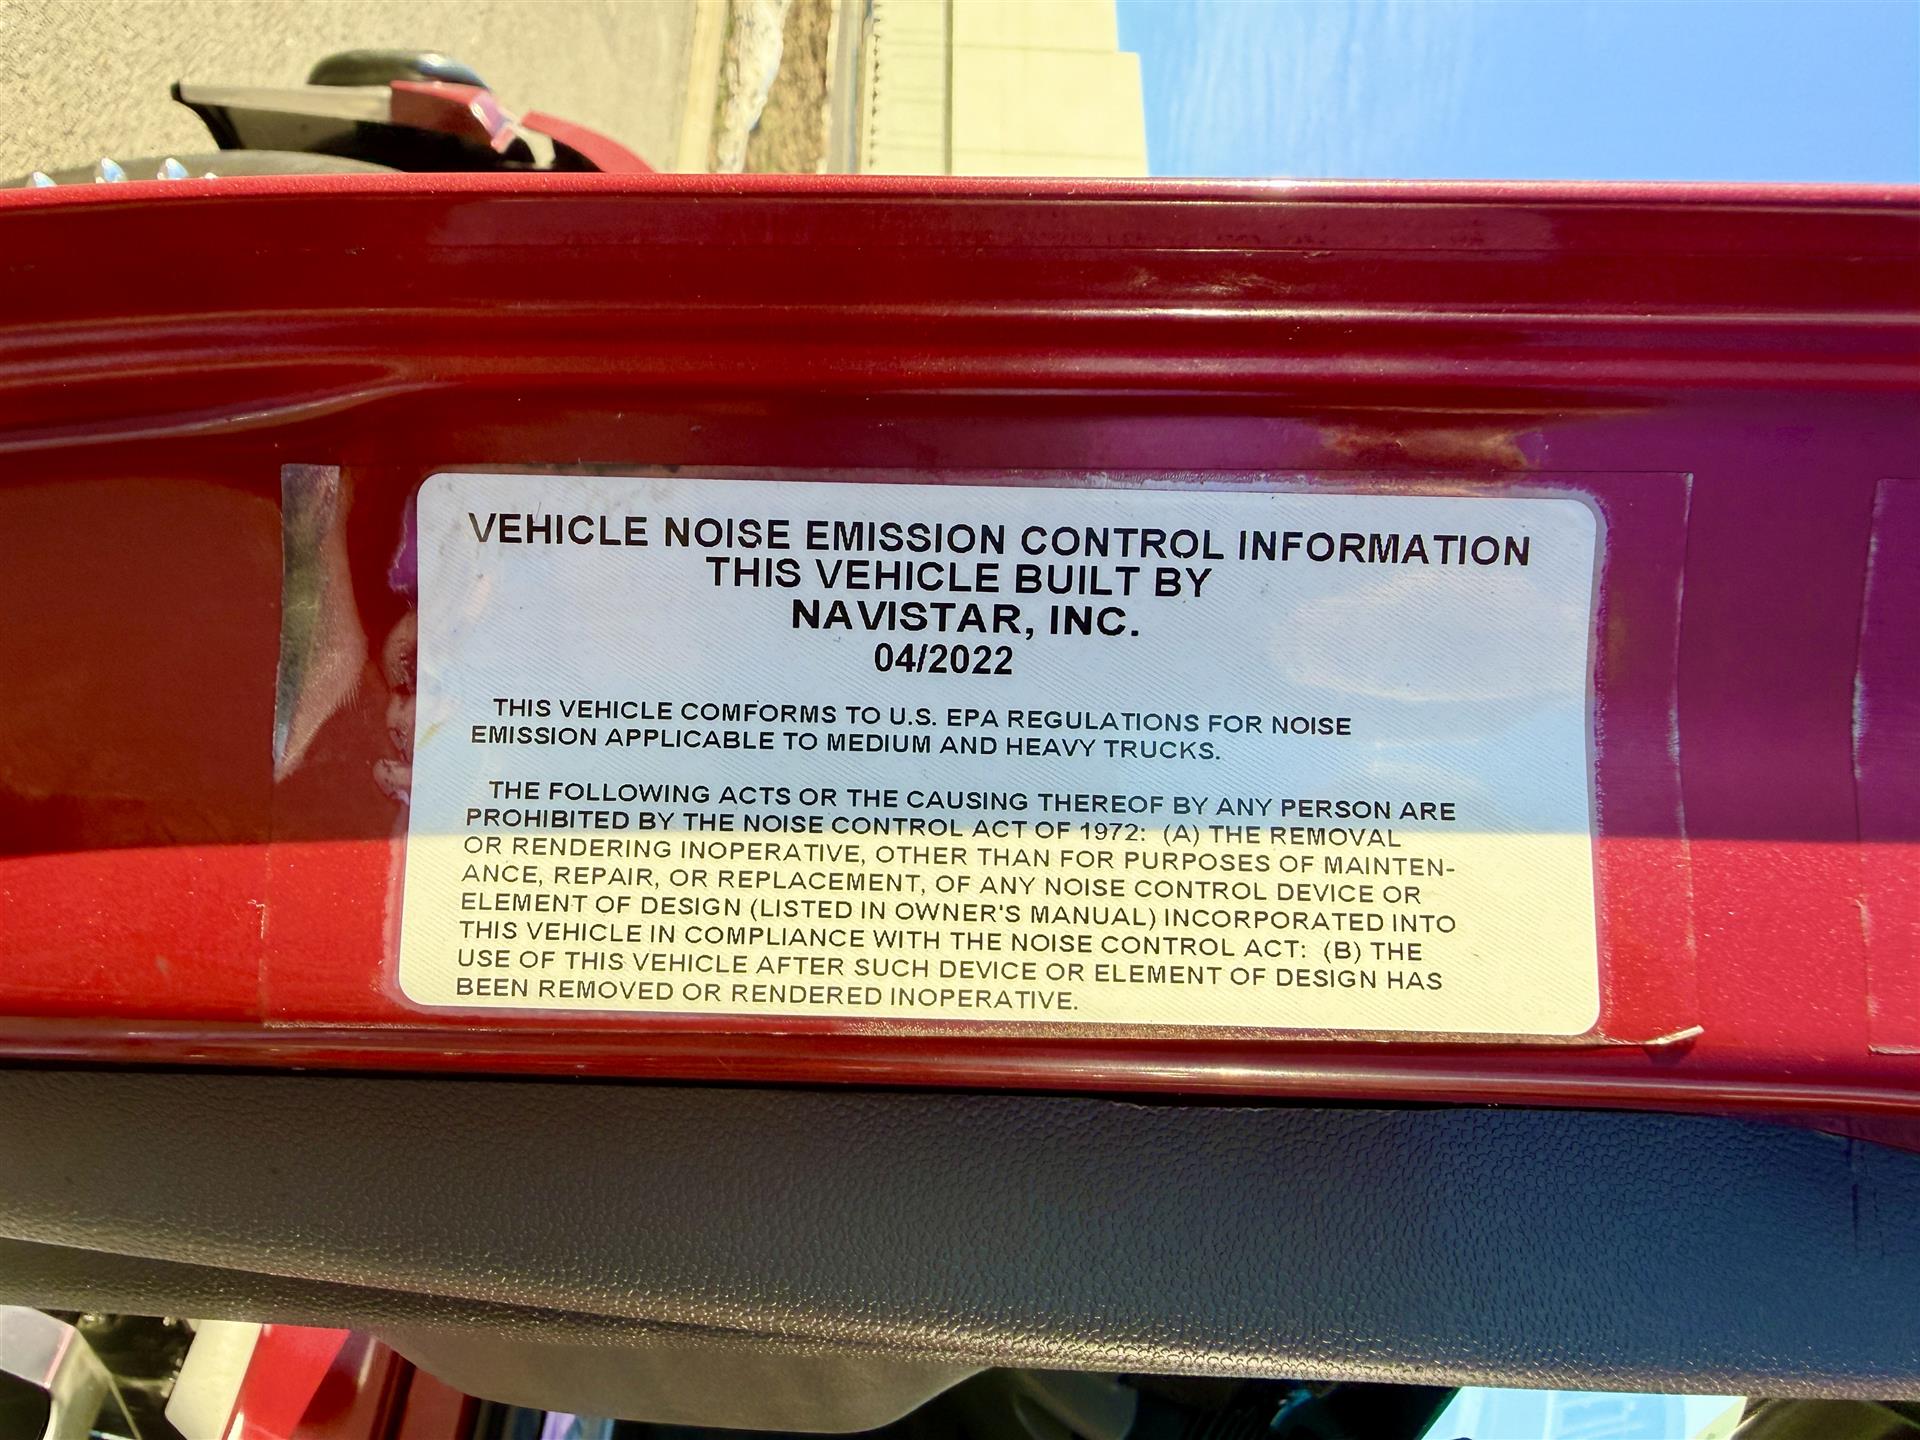 VEHICLE NOISE EMISSION CONTROL INFORMATION
THIS VEHICLE BUILT BY
NAVISTAR, INC.
04/2022
THIS VEHICLE COMFORMS TO U.S. EPA REGULATIONS FOR NOISE
EMISSION APPLICABLE TO MEDIUM AND HEAVY TRUCKS.
THE FOLLOWING ACTS OR THE CAUSING THEREOF BY ANY PERSON ARE
PROHIBITED BY THE NOISE CONTROL ACT OF 1972: (A) THE REMOVAL
OR RENDERING INOPERATIVE, OTHER THAN FOR PURPOSES OF MAINTEN-
ANCE, REPAIR, OR REPLACEMENT, OF ANY NOISE CONTROL DEVICE OR
ELEMENT OF DESIGN (LISTED IN OWNER'S MANUAL) INCORPORATED INTO
THIS VEHICLE IN COMPLIANCE WITH THE NOISE CONTROL ACT: (B) THE
USE OF THIS VEHICLE AFTER SUCH DEVICE OR ELEMENT OF DESIGN HAS
BEEN REMOVED OR RENDERED INOPERATIVE.